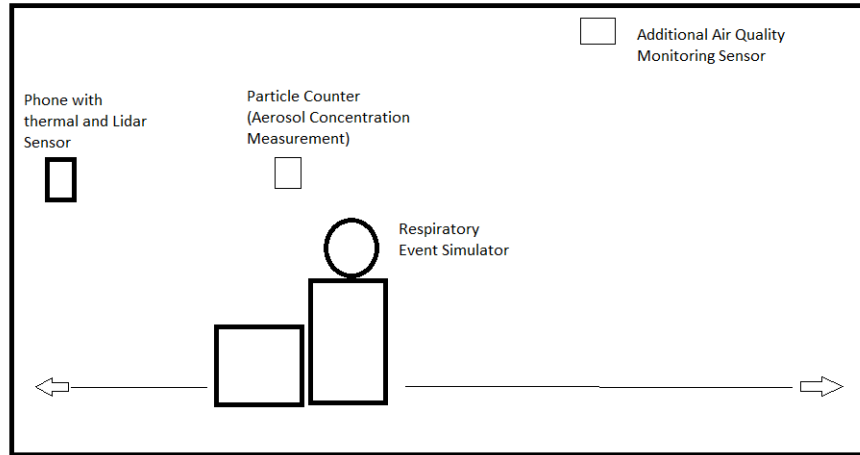 Additional Air Quality
Monitoring Sensor
Phone with
thermal and Lidar
Sensor
Particle Counter
(Aerosol Concentration
Measurement)
Respiratory
Event Simulator